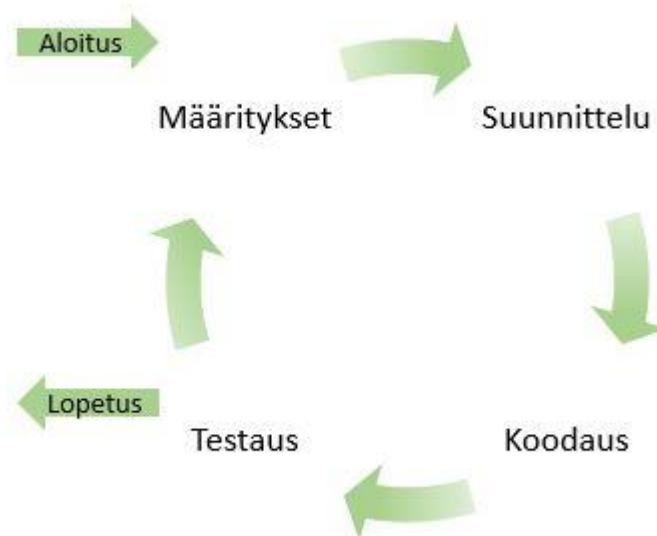 Aloitus
Määritykset
Suunnittelu
Lopetus
Testaus
Koodaus